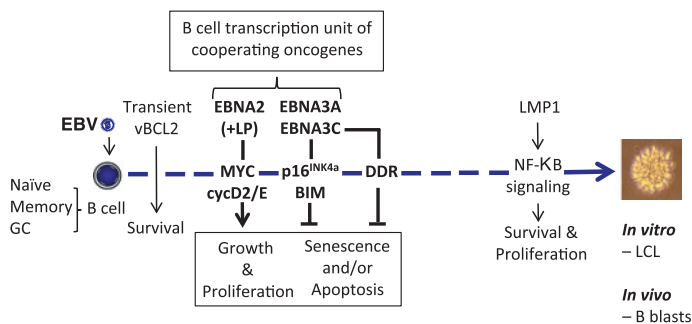 B cell transcription unit of
cooperating oncogenes
EBV
Transient
vBCL2
EBNA2
(+LP)
EBNA3A
EBNA3C
LMP1
MYC
cycD2/E
p16INK4a
BIM
DDR
NF-KB
signaling
Naïve
Memory
GC
B cell
Survival
Growth
&
Proliferation
Senescence
and/or
Apoptosis
Survival &
Proliferation
In vitro
– LCL
In vivo
– B blasts